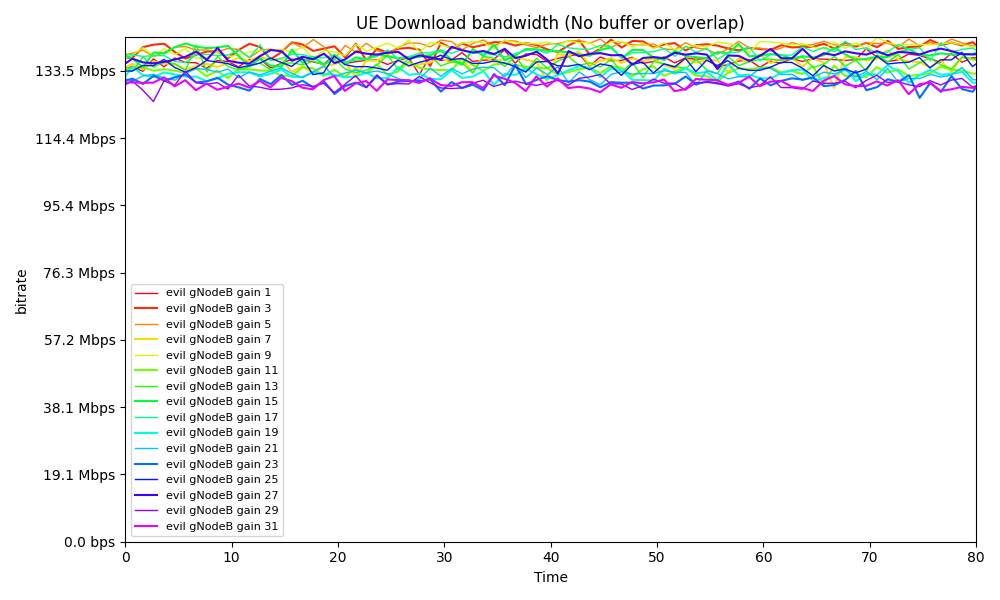 UE Download bandwidth (No buffer or overlap)
133.5 Mbps
114.4 Mbps
95.4 Mbps
76.3 Mbps
57.2 Mbps
38.1 Mbps
19.1 Mbps
0.0 bps
bitrate
evil gNodeB gain 1
evil gNodeB gain 3
evil gNodeB gain 5
evil gNodeB gain 7
evil gNodeB gain 9
evil gNodeB gain 11
evil gNodeB gain 13
evil gNodeB gain 15
evil gNodeB gain 17
evil gNodeB gain 19
evil gNodeB gain 21
evil gNodeB gain 23
evil gNodeB gain 25
evil gNodeB gain 27
evil gNodeB gain 29
evil gNodeB gain 31
0 10 20 30 40 50 60 70 80
Time